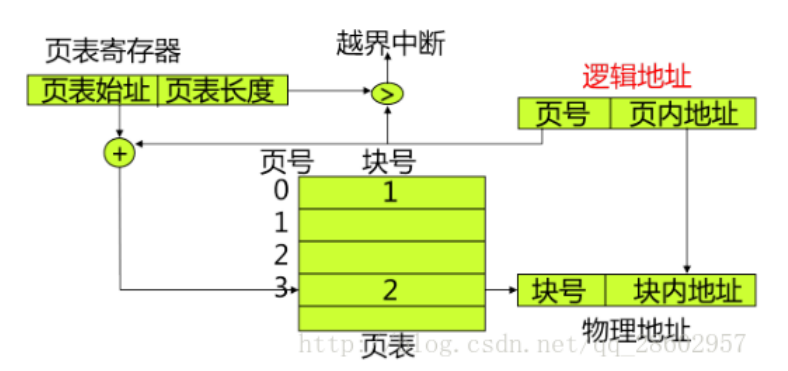 页表寄存器
越界中断
逻辑地址
页表始址 页表长度
>
页号 页内地址
+
页号 块号
0 1
1
2
3 2
块号 块内地址
物理地址
页表
http://blog.csdn.net/qq_28602957